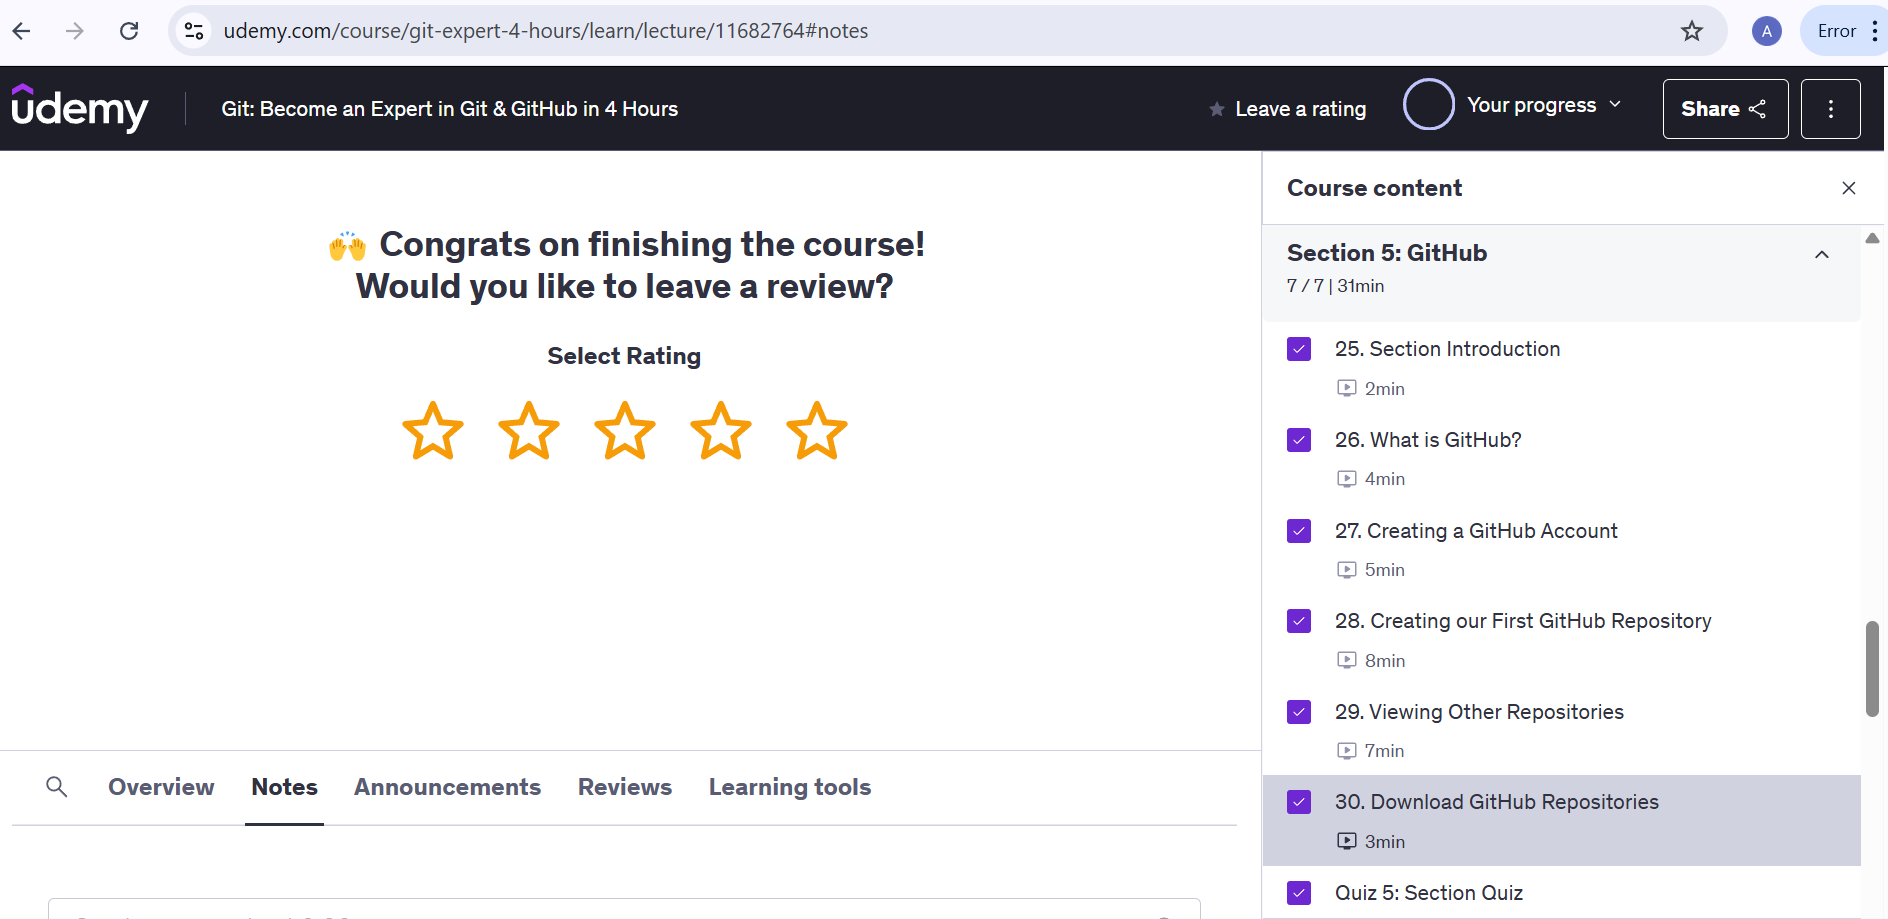 udemy.com/course/git-expert-4-hours/learn/lecture/11682764#notes
A
Error
udemy
Git: Become an Expert in Git & GitHub in 4 Hours
Leave a rating
Your progress
Share
🙌 Congrats on finishing the course!
Would you like to leave a review?
Select Rating
Overview
Notes
Announcements
Reviews
Learning tools
Course content
Section 5: GitHub
7 / 7 | 31min
25. Section Introduction
2min
26. What is GitHub?
4min
27. Creating a GitHub Account
5min
28. Creating our First GitHub Repository
8min
29. Viewing Other Repositories
7min
30. Download GitHub Repositories
3min
Quiz 5: Section Quiz